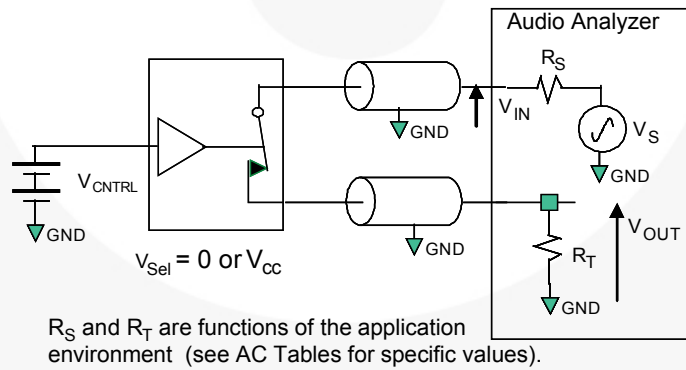 Audio Analyzer
RS
GND
VIN
VS
GND
VCNTRL
GND
GND
VOUT
RT
GND
VSel = 0 or Vcc
RS and RT are functions of the application
environment (see AC Tables for specific values).